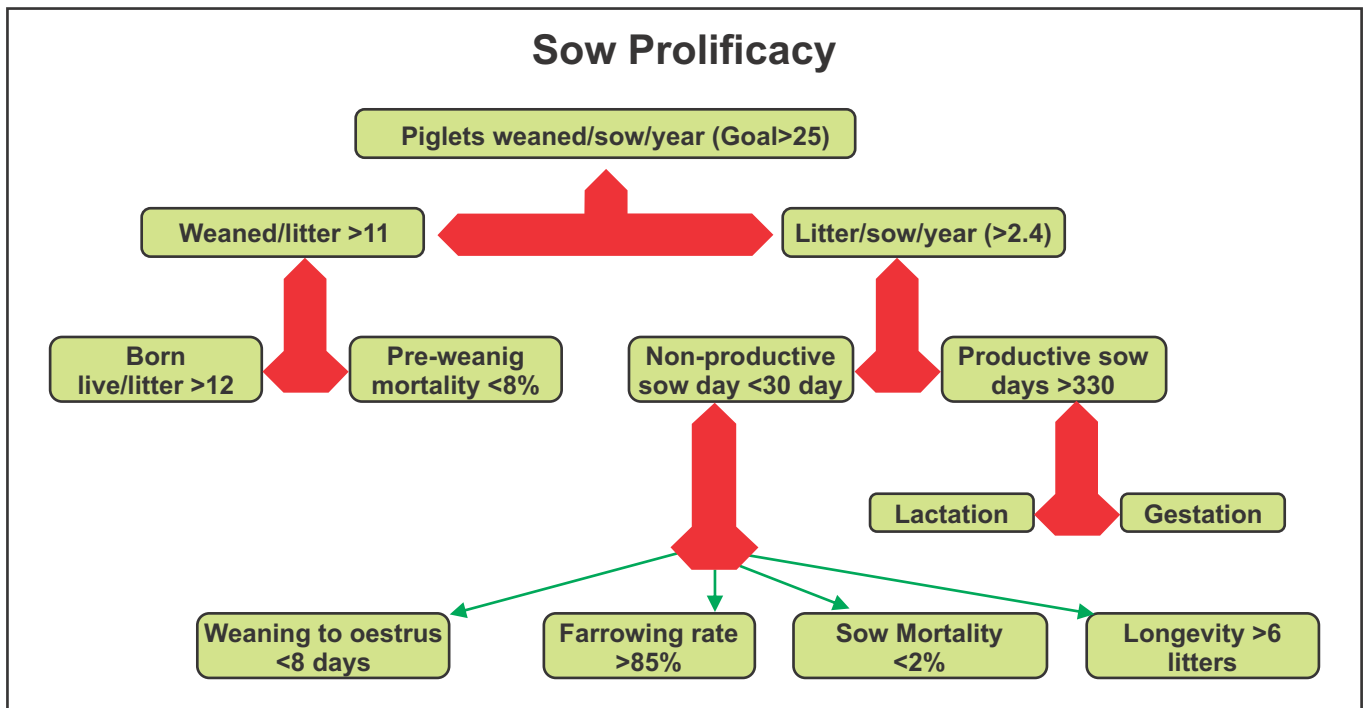 Sow Prolificacy
Piglets weaned/sow/year (Goal>25)
Weaned/litter >11
Litter/sow/year (>2.4)
Born
live/litter >12
Pre-weanig
mortality <8%
Non-productive
sow day <30 day
Productive sow
days >330
Lactation
Gestation
Weaning to oestrus
<8 days
Farrowing rate
>85%
Sow Mortality
<2%
Longevity >6
litters